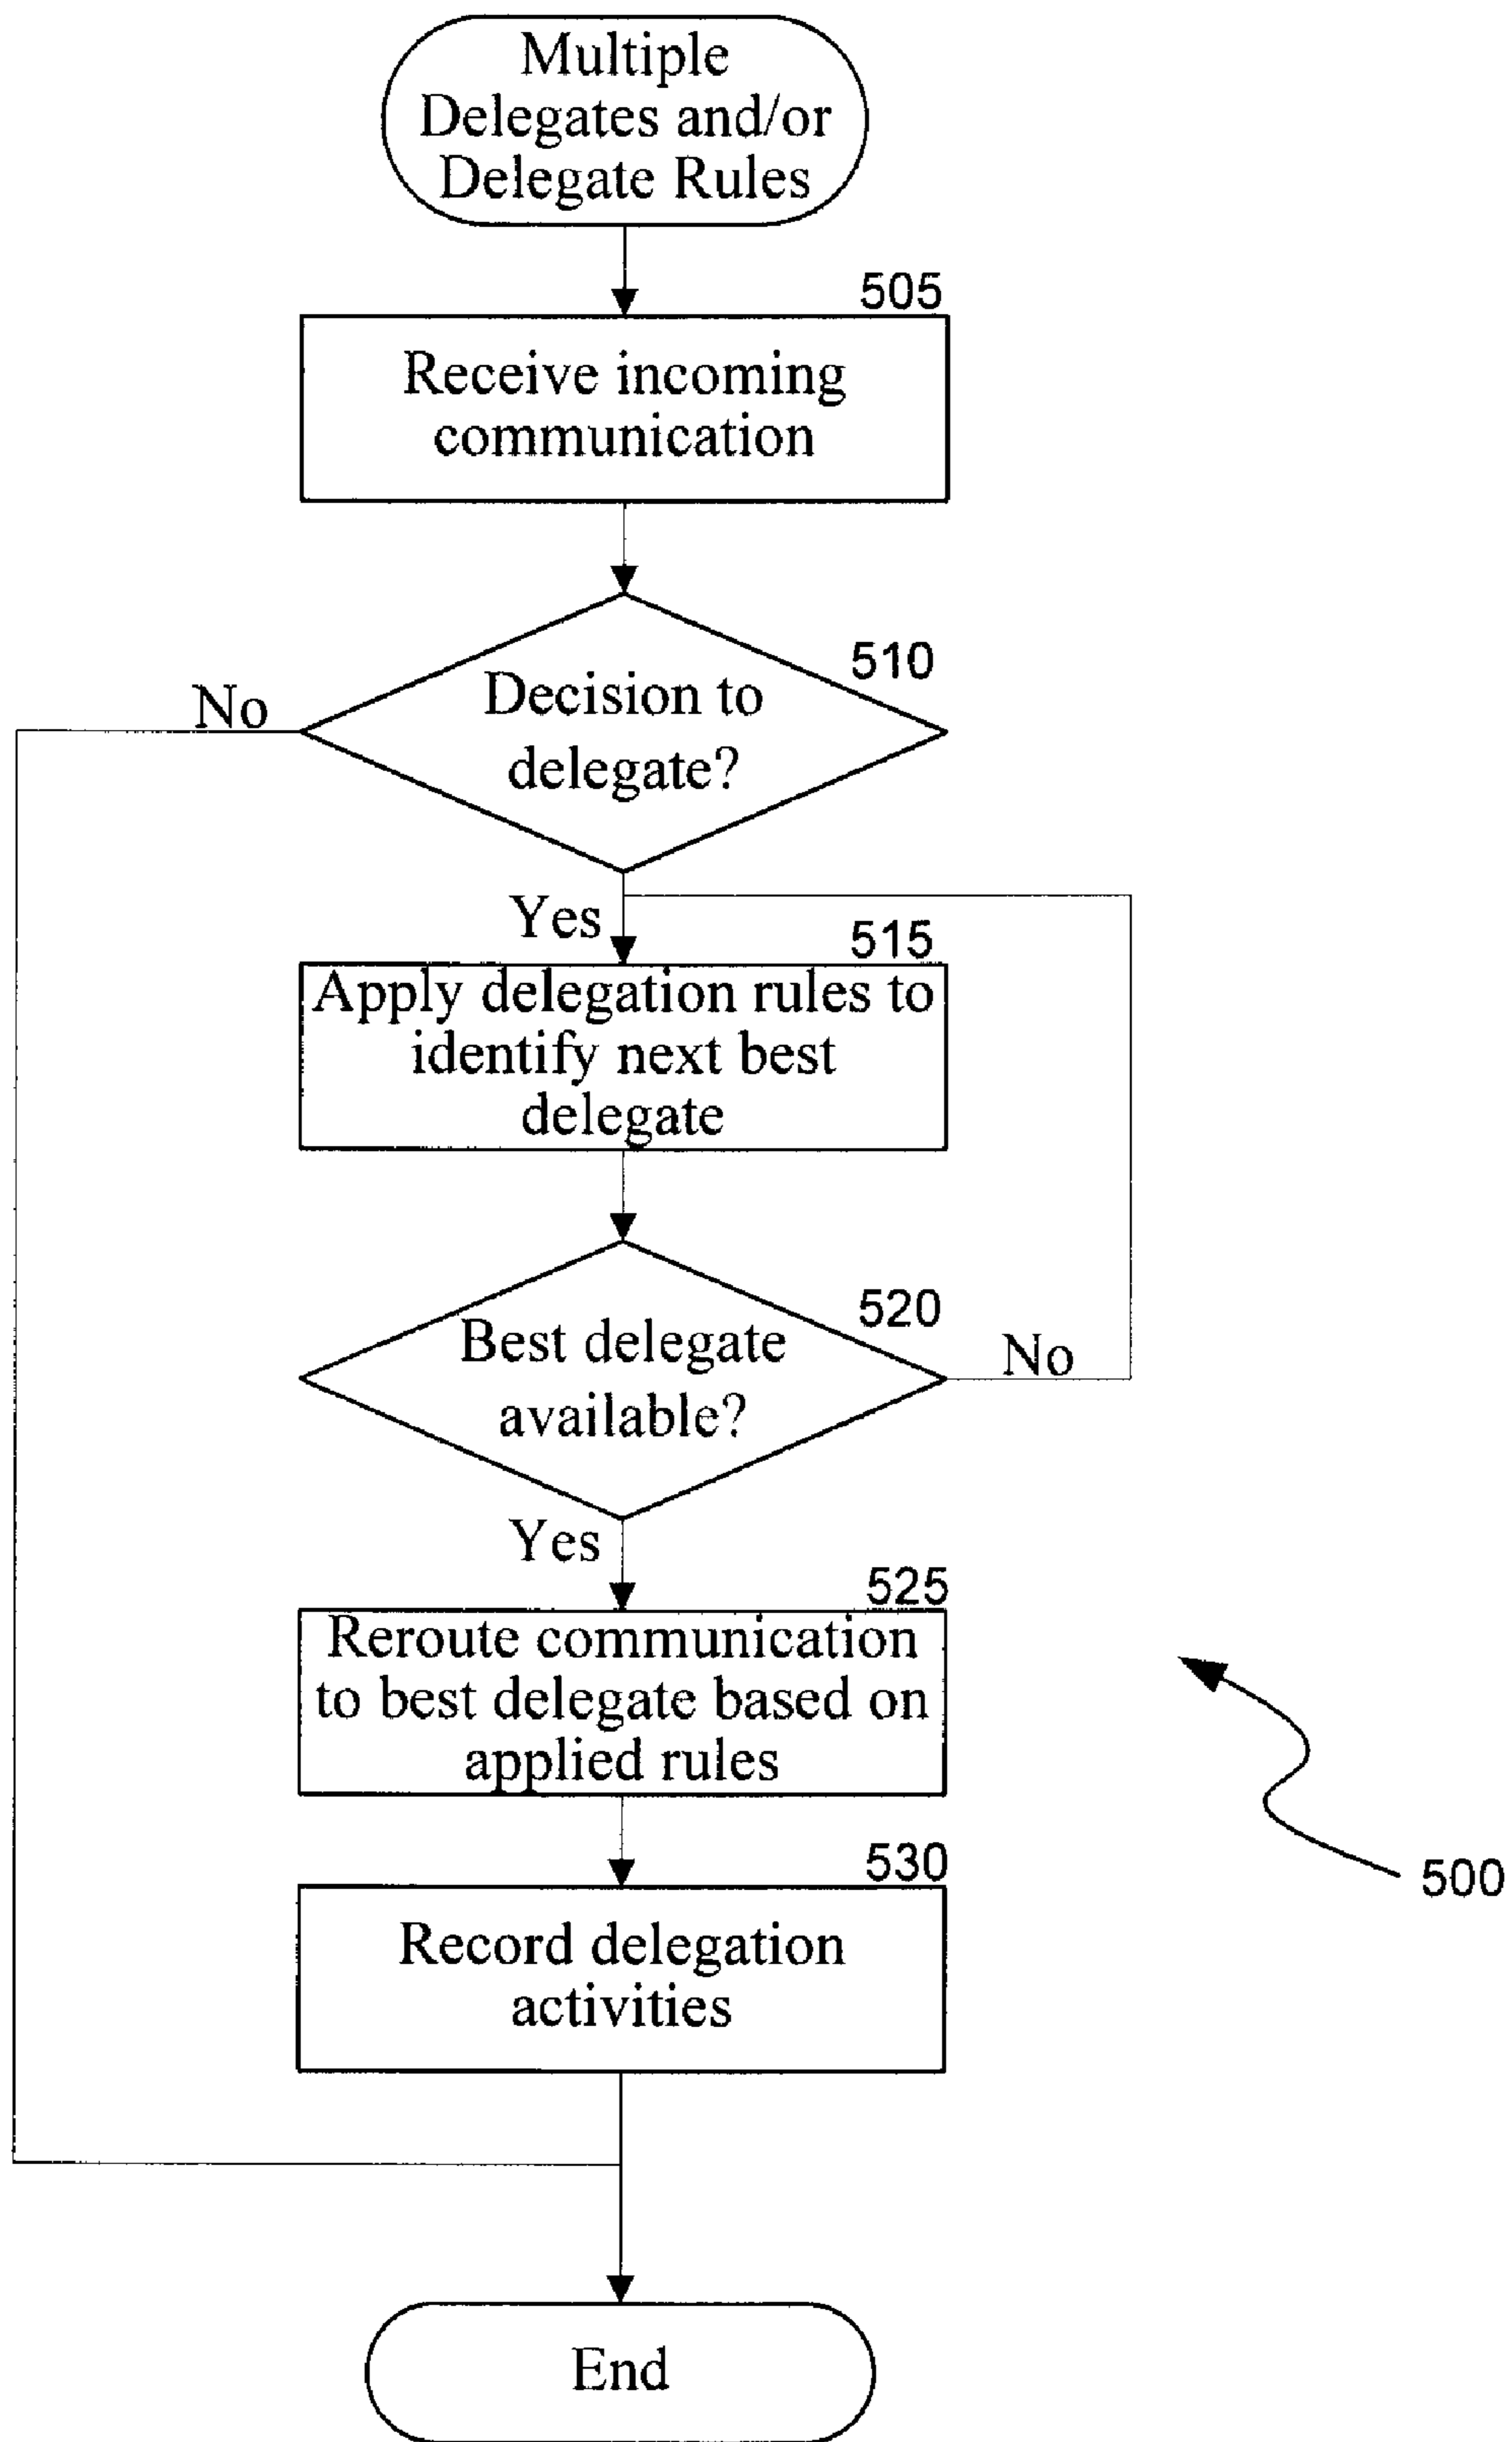 Multiple
Delegates and/or
Delegate Rules
505
Receive incoming
communication
510
Decision to
delegate?
No
Yes
515
Apply delegation rules to
identify next best
delegate
520
Best delegate
available?
No
Yes
525
Reroute communication
to best delegate based on
applied rules
530
Record delegation
activities
500
End